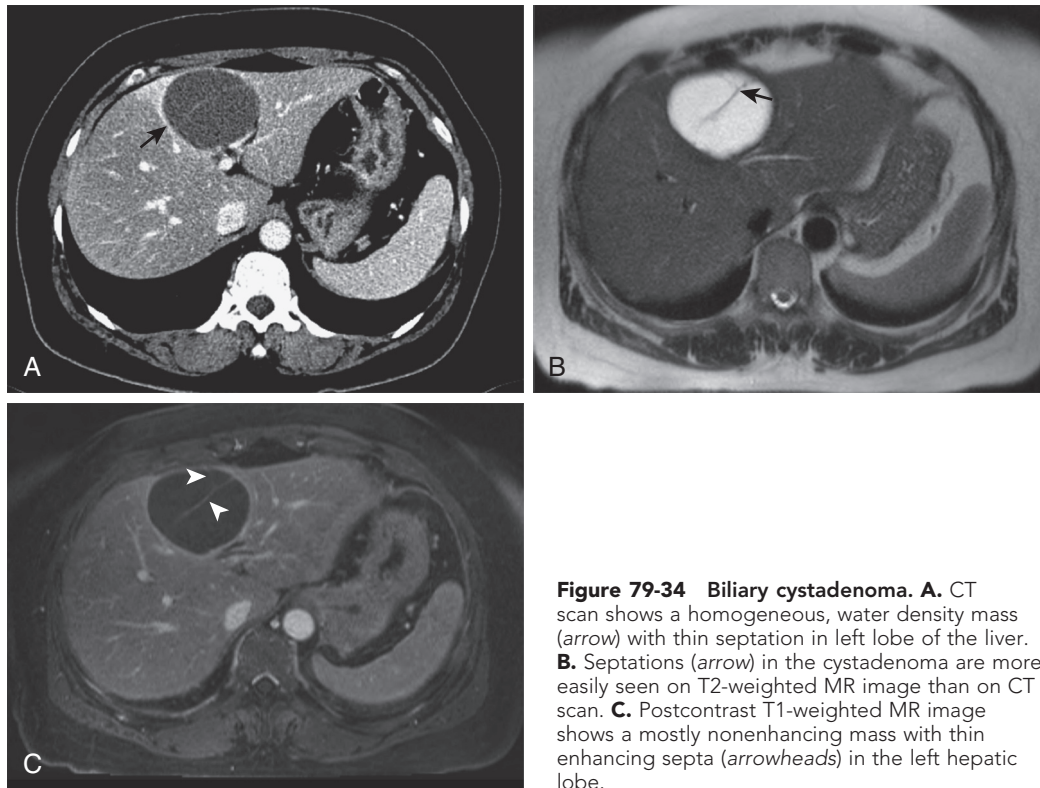 A
B
C
Figure 79-34 Biliary cystadenoma. A. CT
scan shows a homogeneous, water density mass
(arrow) with thin septation in left lobe of the liver.
B. Septations (arrow) in the cystadenoma are more
easily seen on T2-weighted MR image than on CT
scan. C. Postcontrast T1-weighted MR image
shows a mostly nonenhancing mass with thin
enhancing septa (arrowheads) in the left hepatic
lobe.